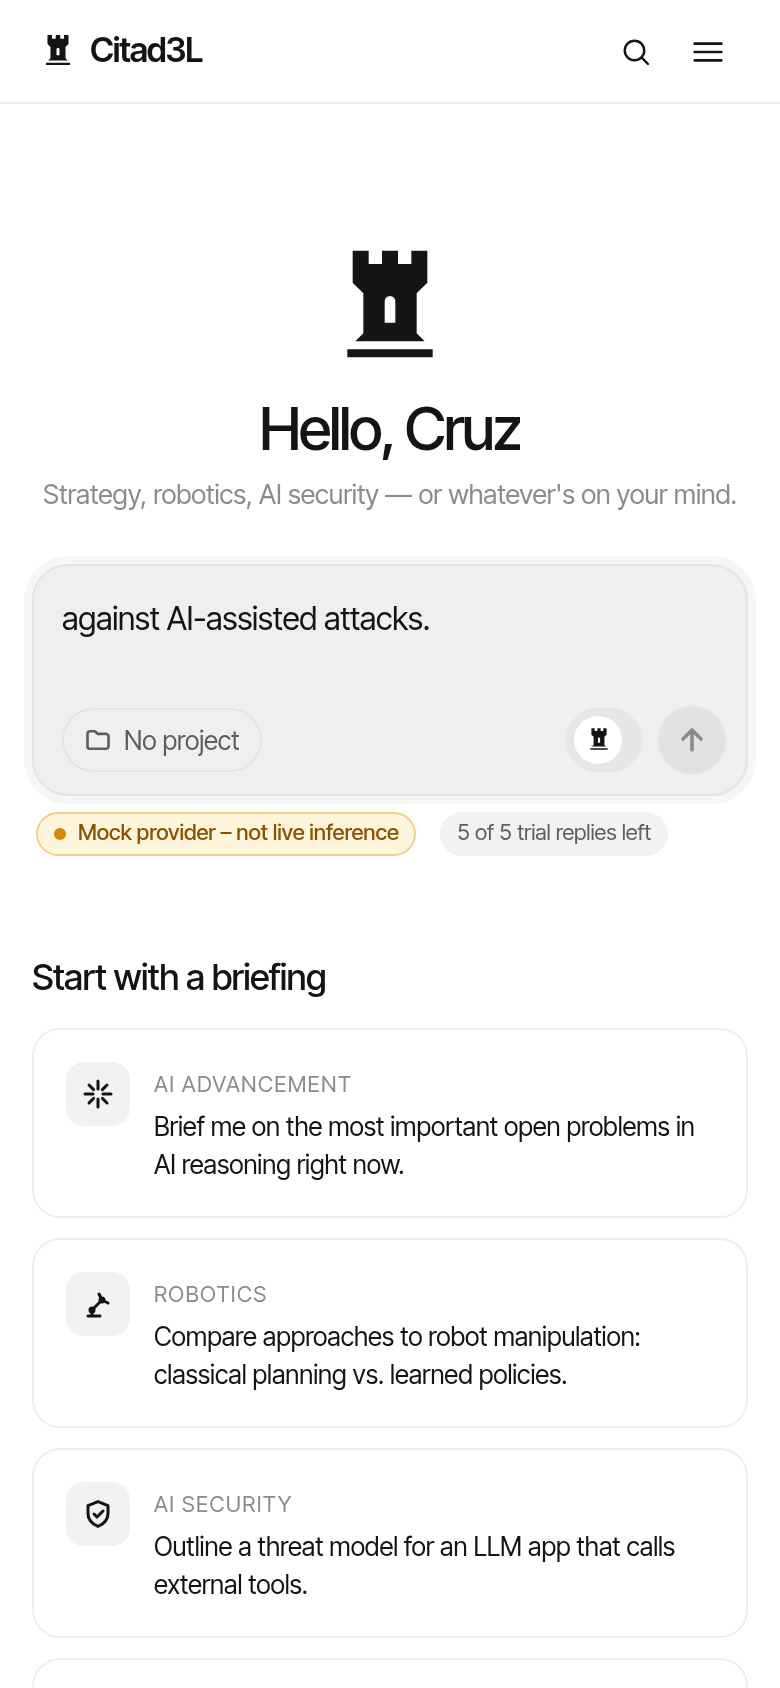 Citad3L
Hello, Cruz
Strategy, robotics, AI security — or whatever's on your mind.
against AI-assisted attacks.
No project
Mock provider – not live inference
5 of 5 trial replies left
Start with a briefing
AI ADVANCEMENT
Brief me on the most important open problems in
AI reasoning right now.
ROBOTICS
Compare approaches to robot manipulation:
classical planning vs. learned policies.
AI SECURITY
Outline a threat model for an LLM app that calls
external tools.